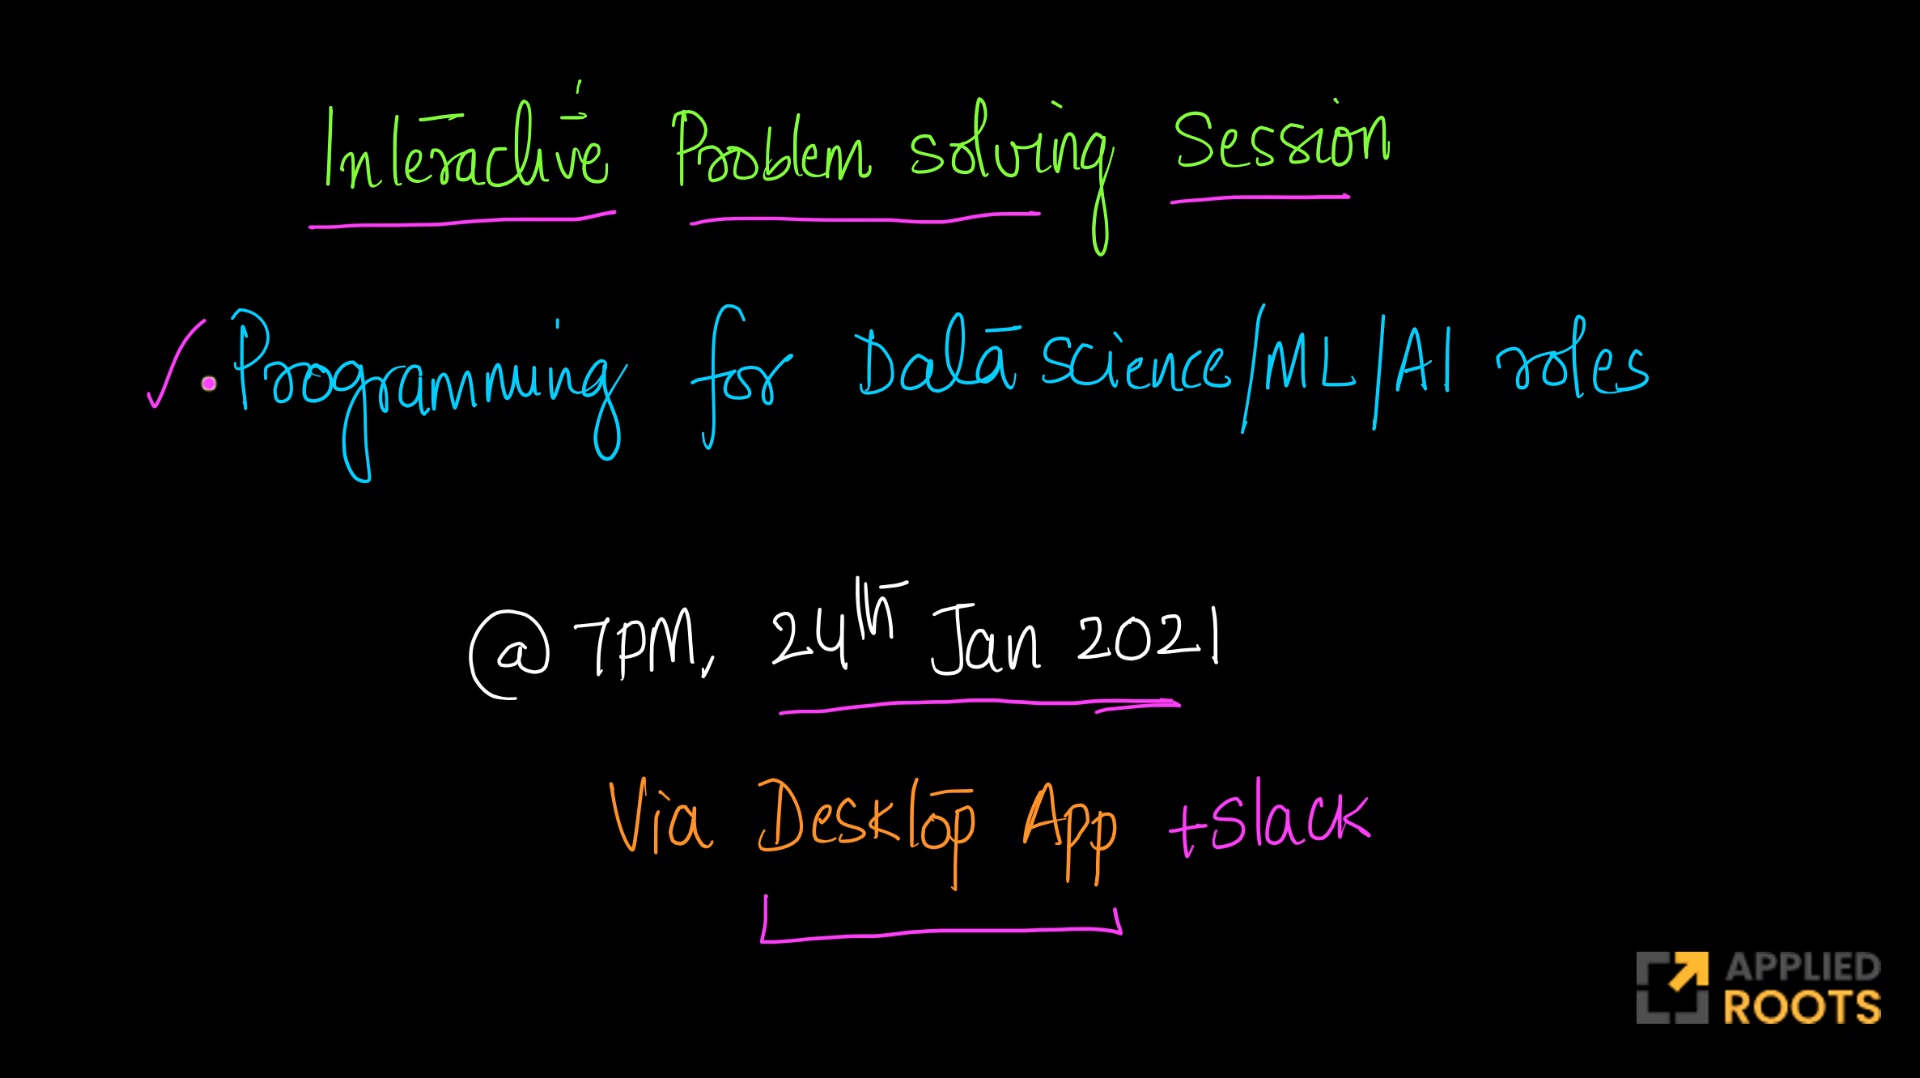 Interactive Problem solving Session
Programming for Data science/ML/AI roles
@ 7PM, 24th Jan 2021
Via Desktop App + slack
APPLIED
ROOTS